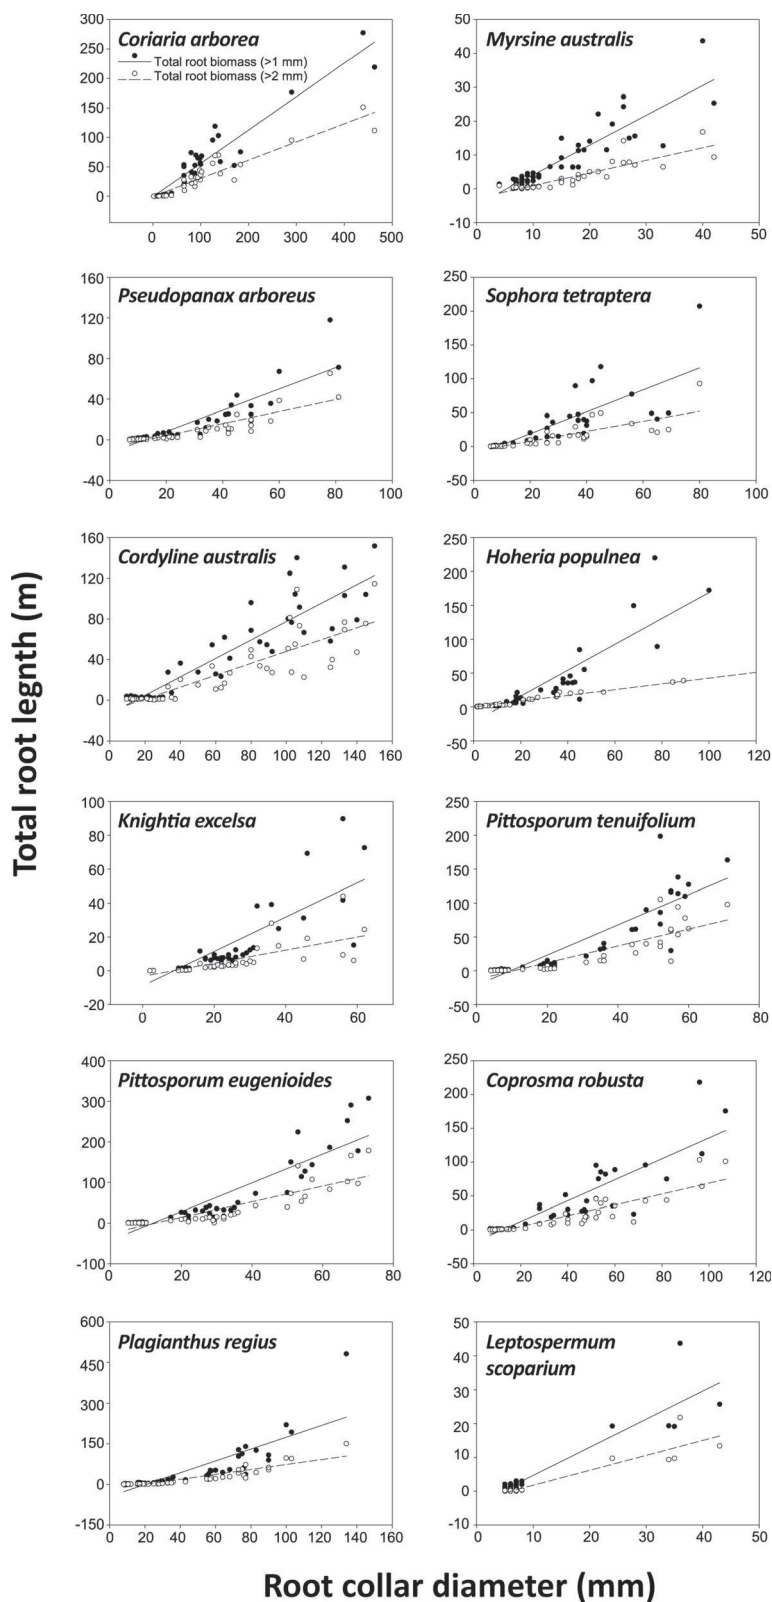 Total root legnth (m)
Coriaria arborea
Total root biomass (>1 mm)
Total root biomass (>2 mm)
300
250
200
150
100
50
0
0 100 200 300 400 500
Myrsine australis
50
40
30
20
10
0
-10
0 10 20 30 40 50
Pseudopanax arboreus
160
120
80
40
0
-40
0 20 40 60 80 100
Sophora tetraptera
250
200
150
100
50
0
-50
0 20 40 60 80 100
Cordyline australis
160
120
80
40
0
-40
0 20 40 60 80 100 120 140 160
Hoheria populnea
250
200
150
100
50
0
-50
0 20 40 60 80 100 120
Knightia excelsa
100
80
60
40
20
0
-20
0 20 40 60
Pittosporum tenuifolium
250
200
150
100
50
0
-50
0 20 40 60 80
Pittosporum eugenioides
400
300
200
100
0
-100
0 20 40 60 80
Coprosma robusta
250
200
150
100
50
0
-50
0 20 40 60 80 100 120
Plagianthus regius
600
450
300
150
0
-150
0 20 40 60 80 100 120 140 160
Leptospermum
scoparium
50
40
30
20
10
0
-10
0 10 20 30 40 50
Root collar diameter (mm)